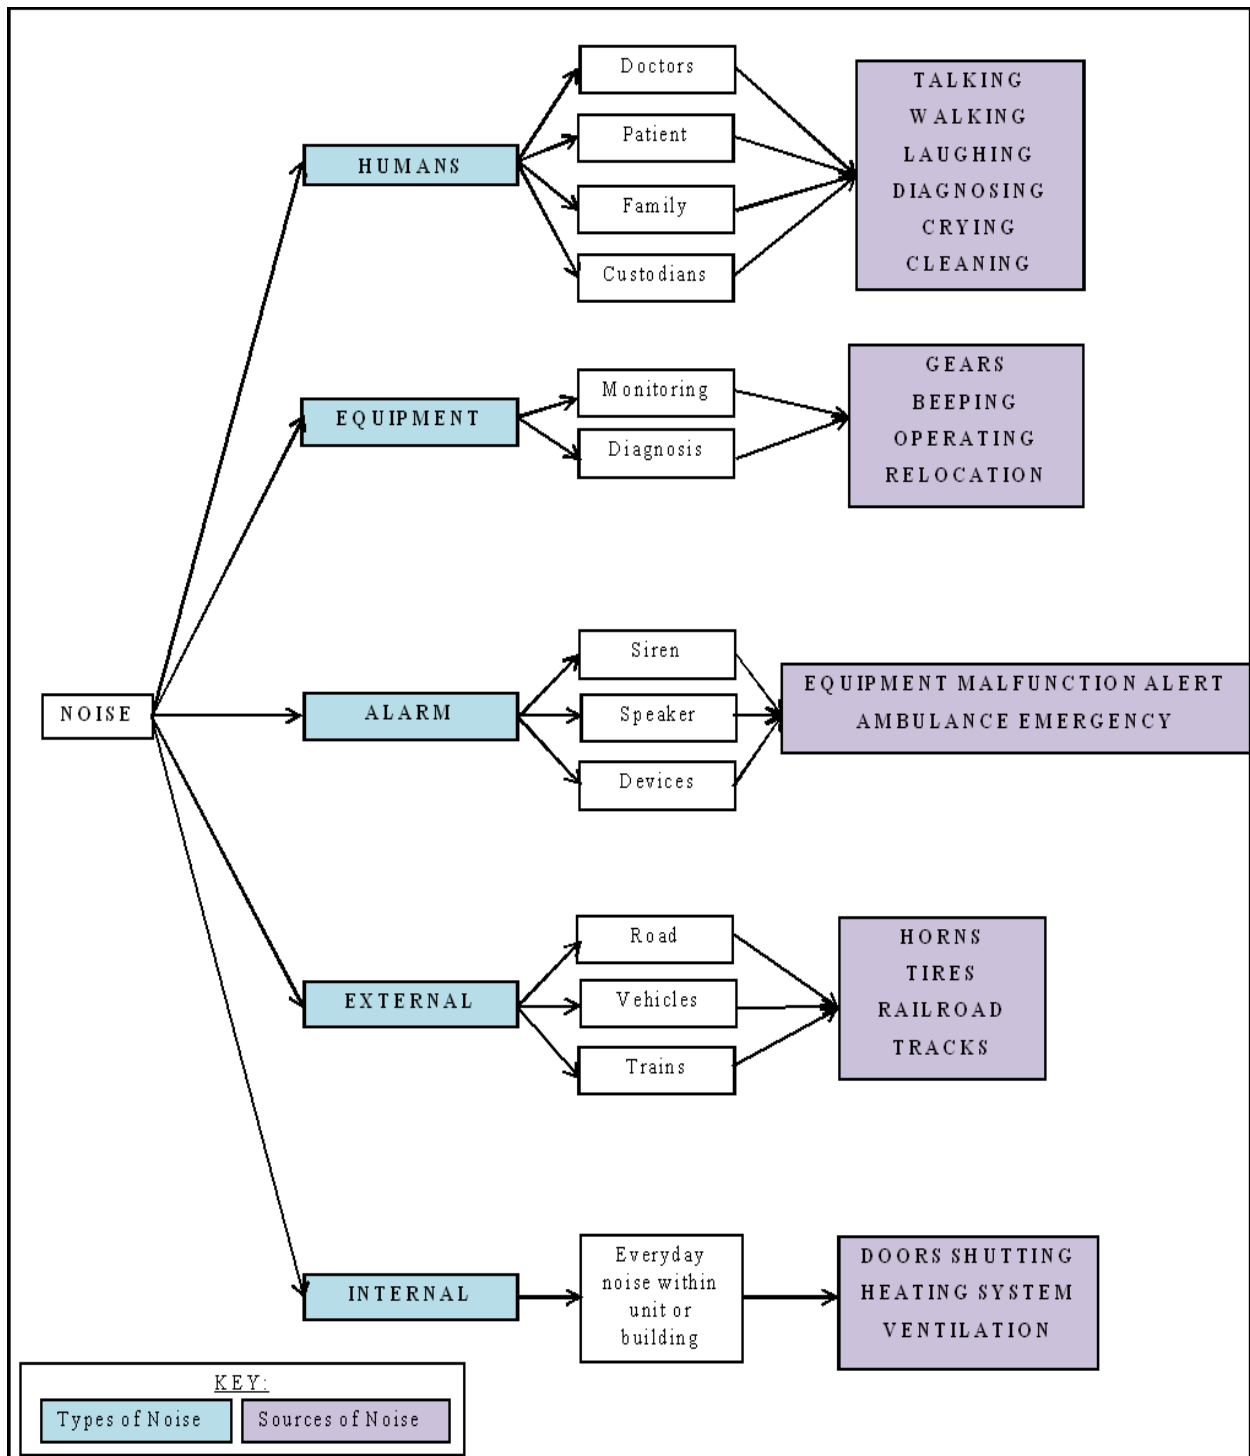 Doctors
Patient
Family
Custodians
HUMANS
TALKING
WALKING
LAUGHING
DIAGNOSING
CRYING
CLEANING
EQUIPMENT
Monitoring
Diagnosis
GEARS
BEEPING
OPERATING
RELOCATION
NOISE
ALARM
Siren
Speaker
Devices
EQUIPMENT MALFUNCTION ALERT
AMBULANCE EMERGENCY
EXTERNAL
Road
Vehicles
Trains
HORNS
TIRES
RAILROAD
TRACKS
INTERNAL
Everyday
noise within
unit or
building
DOORS SHUTTING
HEATING SYSTEM
VENTILATION
KEY:
Types of Noise
Sources of Noise